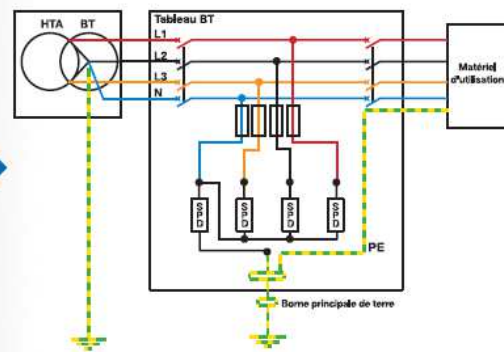 HTA BT
Tableau BT
L1
L2
L3
N
Matériel
d'utilisation
SPD SPD SPD SPD
PE
Borne principale de terre